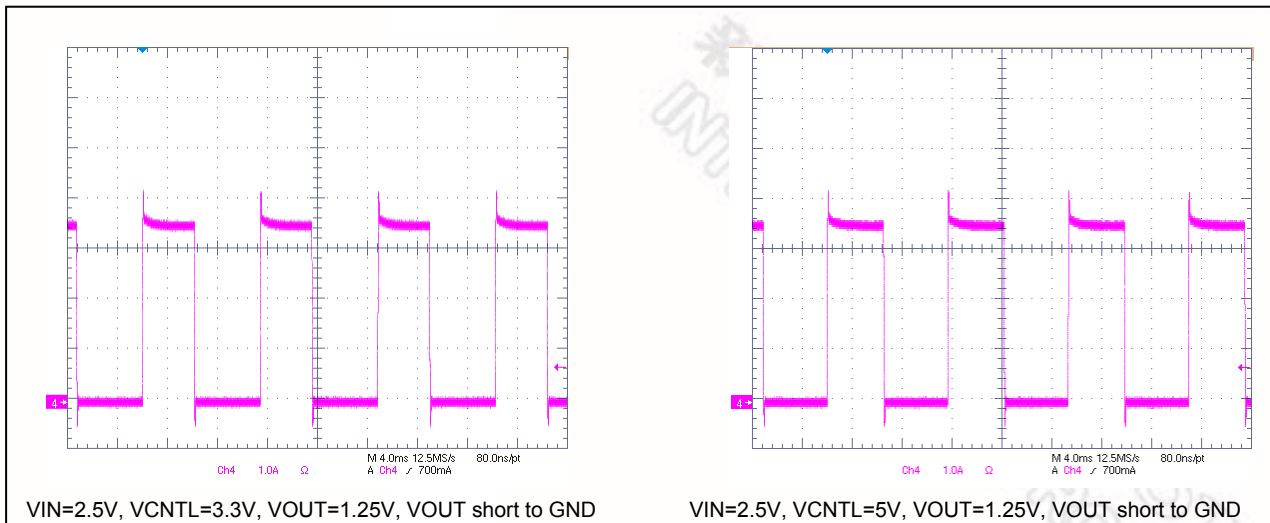 4
M 4.0ms 12.5MS/s 80.0ns/pt
Ch4 1.0A Ω A Ch4 700mA
VIN=2.5V, VCNTL=3.3V, VOUT=1.25V, VOUT short to GND
4
M 4.0ms 12.5MS/s 80.0ns/pt
Ch4 1.0A Ω A Ch4 700mA
VIN=2.5V, VCNTL=5V, VOUT=1.25V, VOUT short to GND